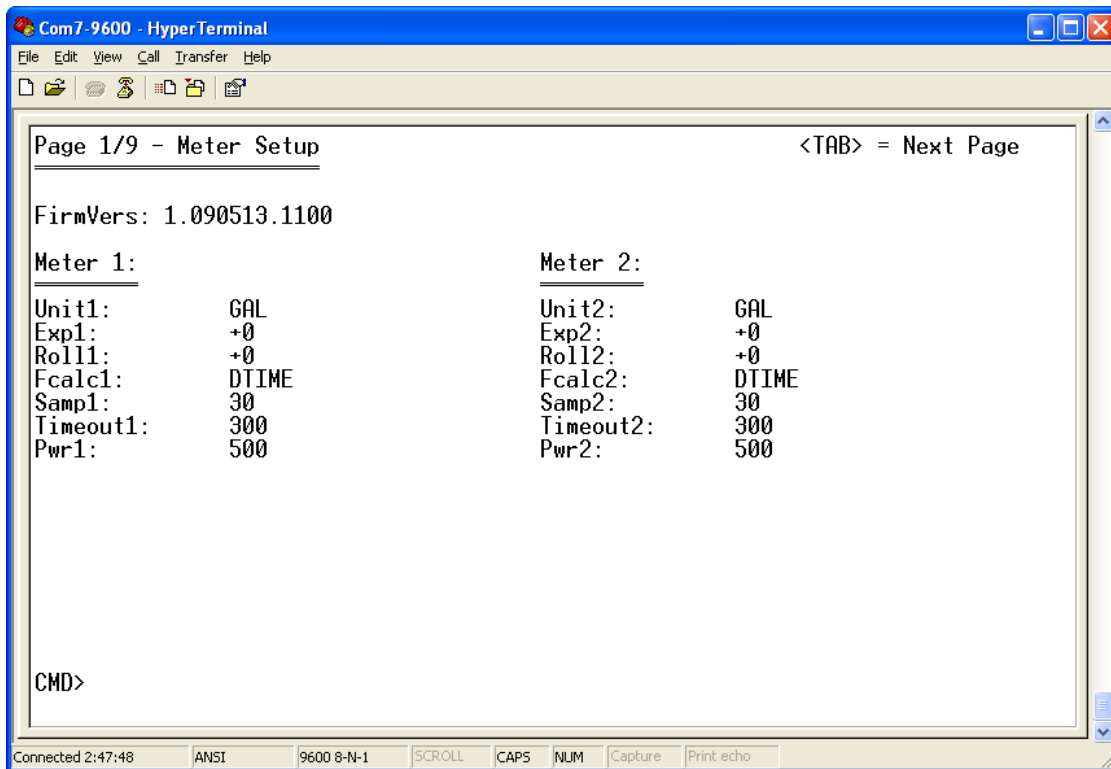 Com7-9600 - HyperTerminal
File Edit View Call Transfer Help
Page 1/9 - Meter Setup <TAB> = Next Page
FirmVers: 1.090513.1100
Meter 1: Meter 2:
Unit1: GAL Unit2: GAL
Exp1: +0 Exp2: +0
Roll1: +0 Roll2: +0
Fcalc1: DTIME Fcalc2: DTIME
Samp1: 30 Samp2: 30
Timeout1: 300 Timeout2: 300
Pwr1: 500 Pwr2: 500
CMD>
Connected 2:47:48 ANSI 9600 8-N-1 SCROLL CAPS NUM Capture Print echo